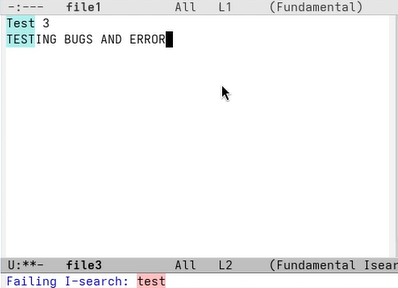 -:--- file1 All L1 (Fundamental)
Test 3
TESTING BUGS AND ERROR
U:**- file3 All L2 (Fundamental Isear
Failing I-search: test